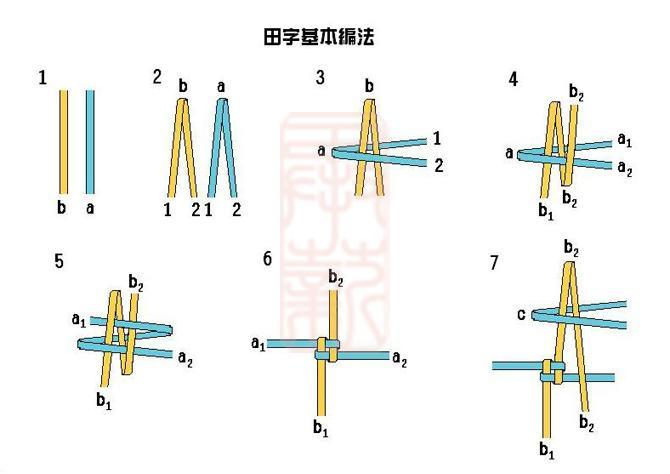 田字基本编法
1 2 3 4
b a b a b b₂
1 2 1 2 a 1 2 a a₁ a₂
b₁ b₂
5 6 7
b₂ b₂ b₂
a₁ a₂ a₁ a₂ c
b₁ b₁ b₂
b₁